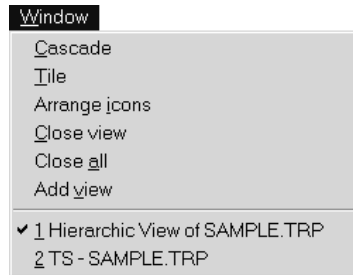 Window
Cascade
Tile
Arrange icons
Close view
Close all
Add view
1 Hierarchic View of SAMPLE.TRP
2 TS - SAMPLE.TRP